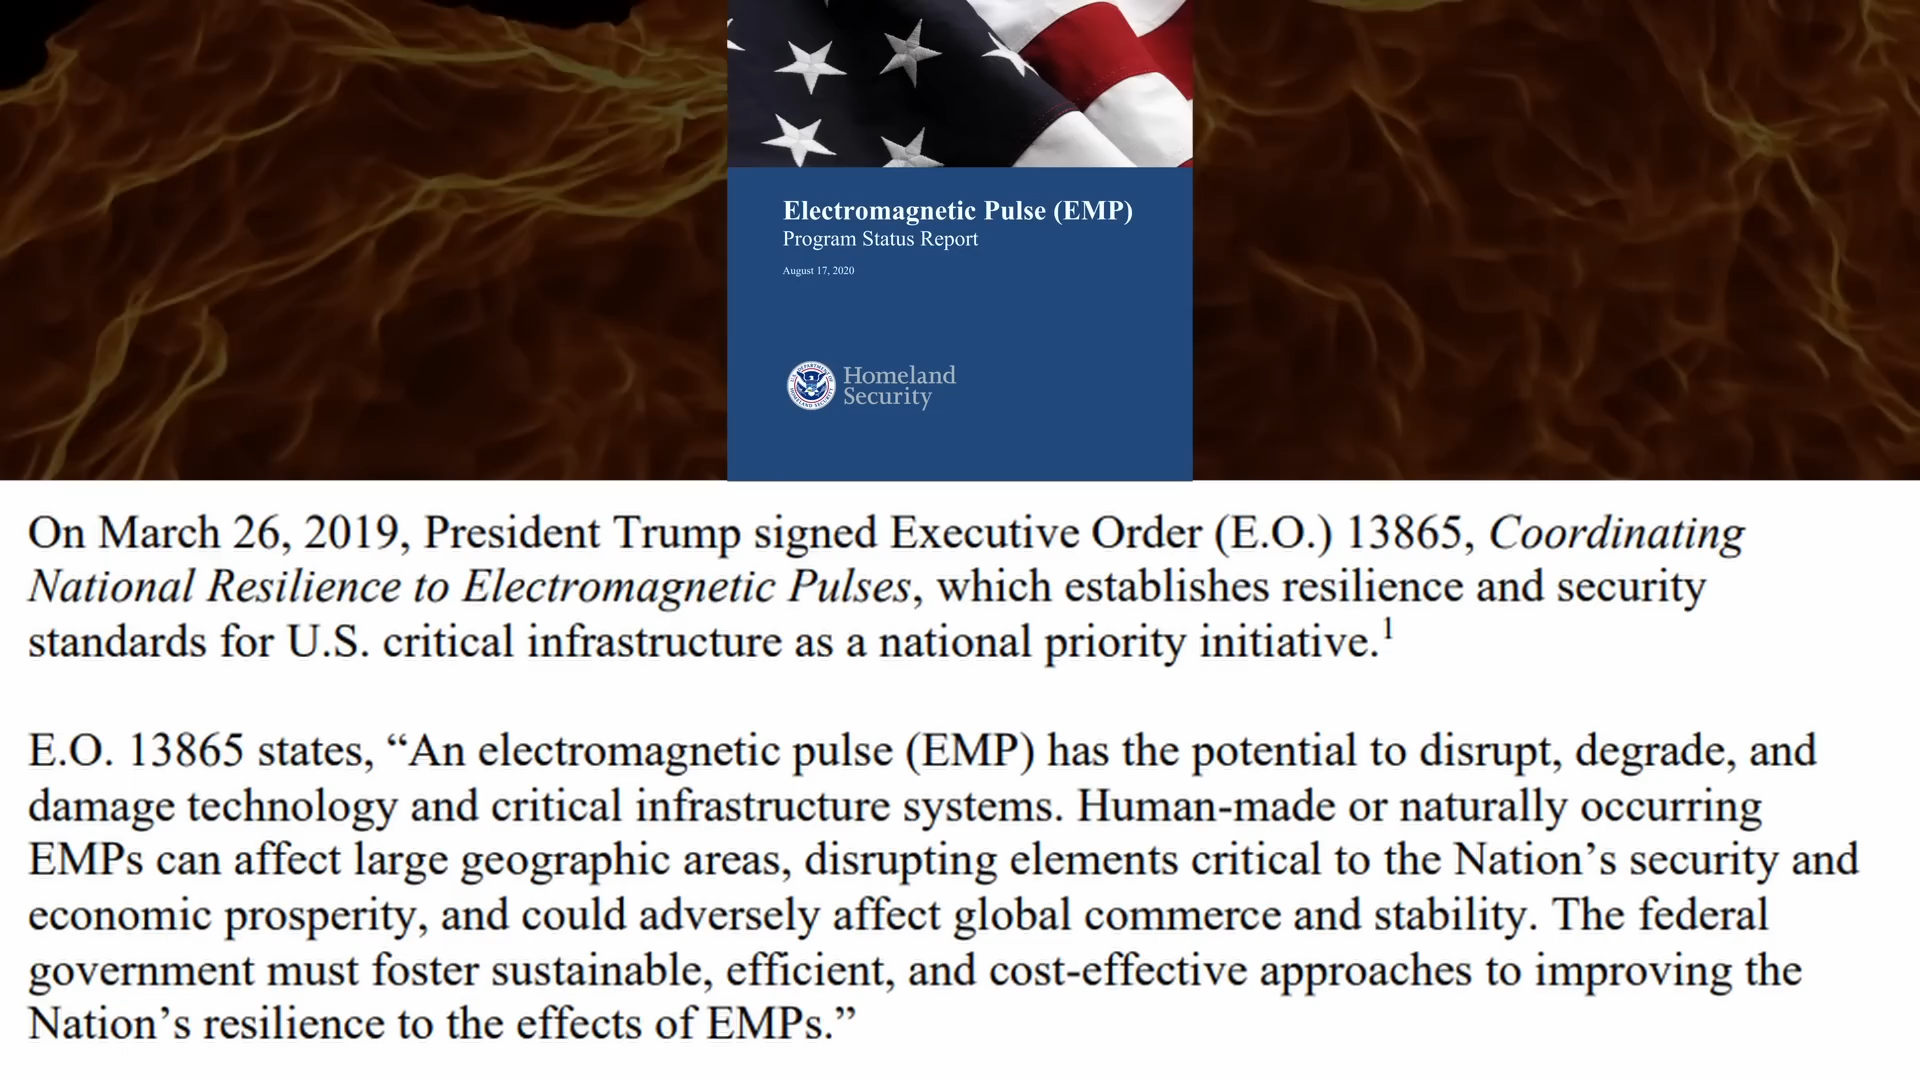 Electromagnetic Pulse (EMP)
Program Status Report
August 17, 2020
Homeland
Security
On March 26, 2019, President Trump signed Executive Order (E.O.) 13865, Coordinating
National Resilience to Electromagnetic Pulses, which establishes resilience and security
standards for U.S. critical infrastructure as a national priority initiative.1
E.O. 13865 states, “An electromagnetic pulse (EMP) has the potential to disrupt, degrade, and
damage technology and critical infrastructure systems. Human-made or naturally occurring
EMPs can affect large geographic areas, disrupting elements critical to the Nation’s security and
economic prosperity, and could adversely affect global commerce and stability. The federal
government must foster sustainable, efficient, and cost-effective approaches to improving the
Nation’s resilience to the effects of EMPs.”